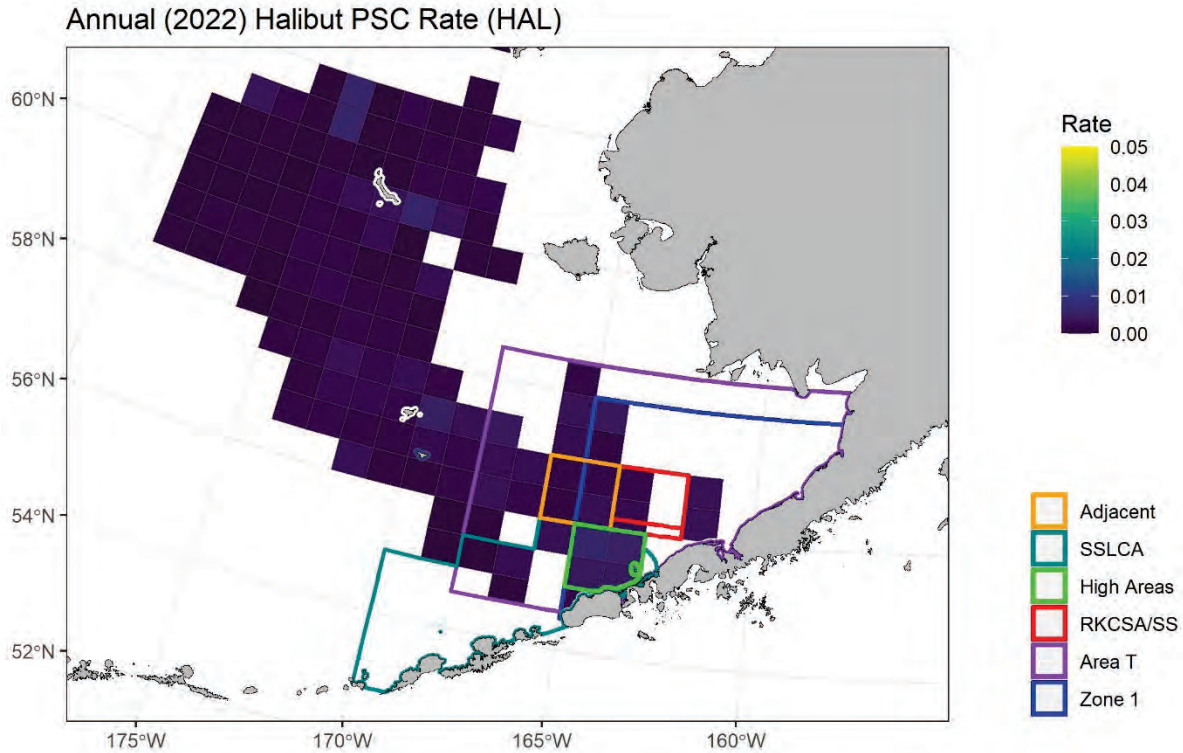 Annual (2022) Halibut PSC Rate (HAL)
60°N
58°N
56°N
54°N
52°N
175°W
170°W
165°W
160°W
Rate
0.05
0.04
0.03
0.02
0.01
0.00
Adjacent
SSLCA
High Areas
RKCSA/SS
Area T
Zone 1